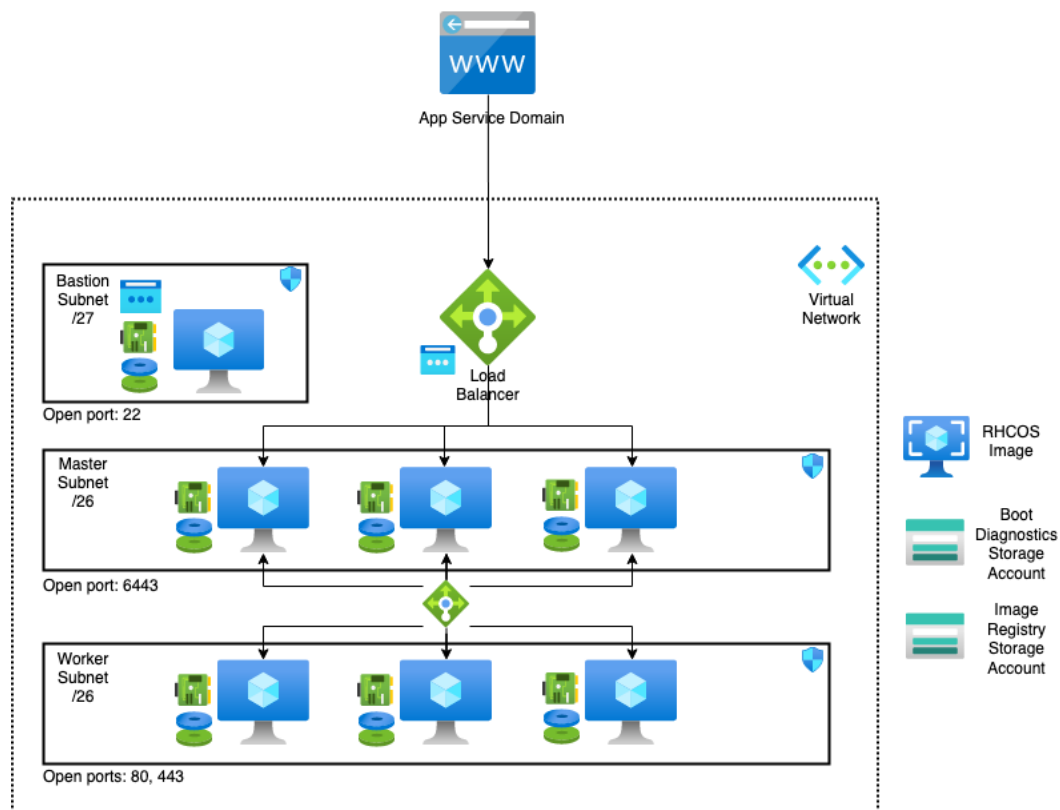 WWW
App Service Domain
Bastion
Subnet
/27
Open port: 22
Virtual
Network
Load
Balancer
Master
Subnet
/26
Open port: 6443
Worker
Subnet
/26
Open ports: 80, 443
RHCOS
Image
Boot
Diagnostics
Storage
Account
Image
Registry
Storage
Account